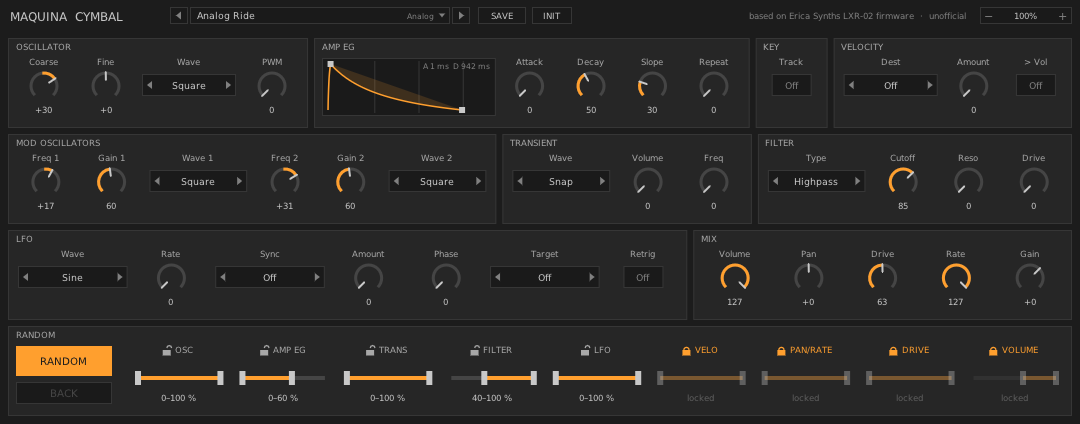 MAQUINA CYMBAL
Analog Ride
Analog
SAVE
INIT
based on Erica Synths LXR-02 firmware · unofficial
− 100% +
OSCILLATOR
Coarse Fine Wave PWM
Square
+30 +0 0
AMP EG
A 1 ms D 942 ms
Attack Decay Slope Repeat
0 50 30 0
KEY
Track
Off
VELOCITY
Dest Amount > Vol
Off Off
0
MOD OSCILLATORS
Freq 1 Gain 1 Wave 1 Freq 2 Gain 2 Wave 2
Square Square
+17 60 +31 60
TRANSIENT
Wave Volume Freq
Snap
0 0
FILTER
Type Cutoff Reso Drive
Highpass
85 0 0
LFO
Wave Rate Sync Amount Phase Target Retrig
Sine Off Off Off
0 0 0
MIX
Volume Pan Drive Rate Gain
127 +0 63 127 +0
RANDOM
RANDOM
BACK
OSC AMP EG TRANS FILTER LFO VELO PAN/RATE DRIVE VOLUME
0–100 % 0–60 % 0–100 % 40–100 % 0–100 % locked locked locked locked